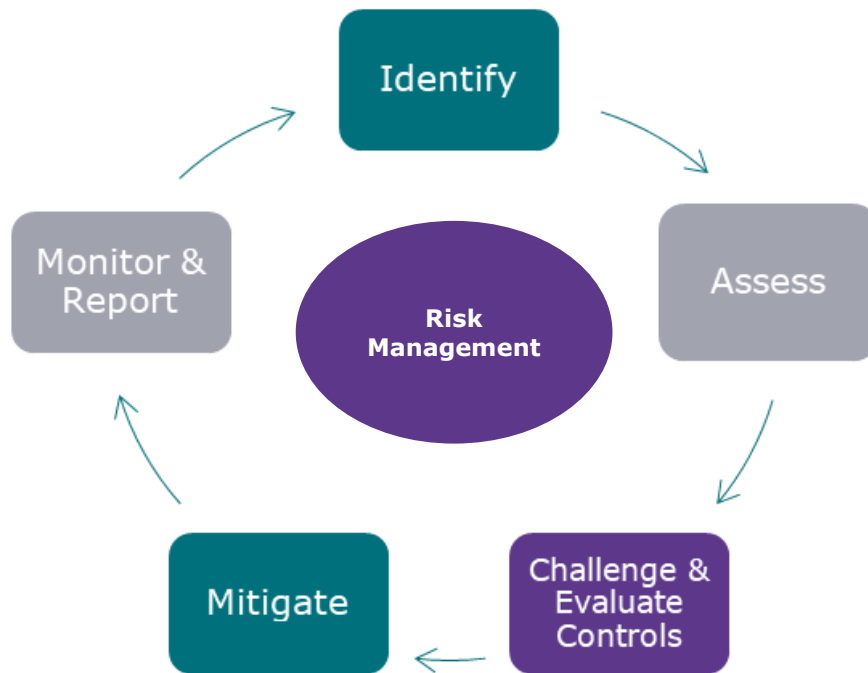 Identify
Assess
Challenge &
Evaluate
Controls
Mitigate
Monitor &
Report
Risk
Management